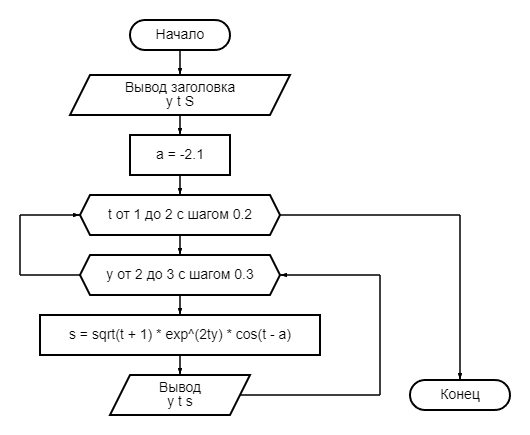 Начало
Вывод заголовка
y t S
a = -2.1
t от 1 до 2 с шагом 0.2
y от 2 до 3 с шагом 0.3
s = sqrt(t + 1) * exp^(2ty) * cos(t - a)
Вывод
y t s
Конец